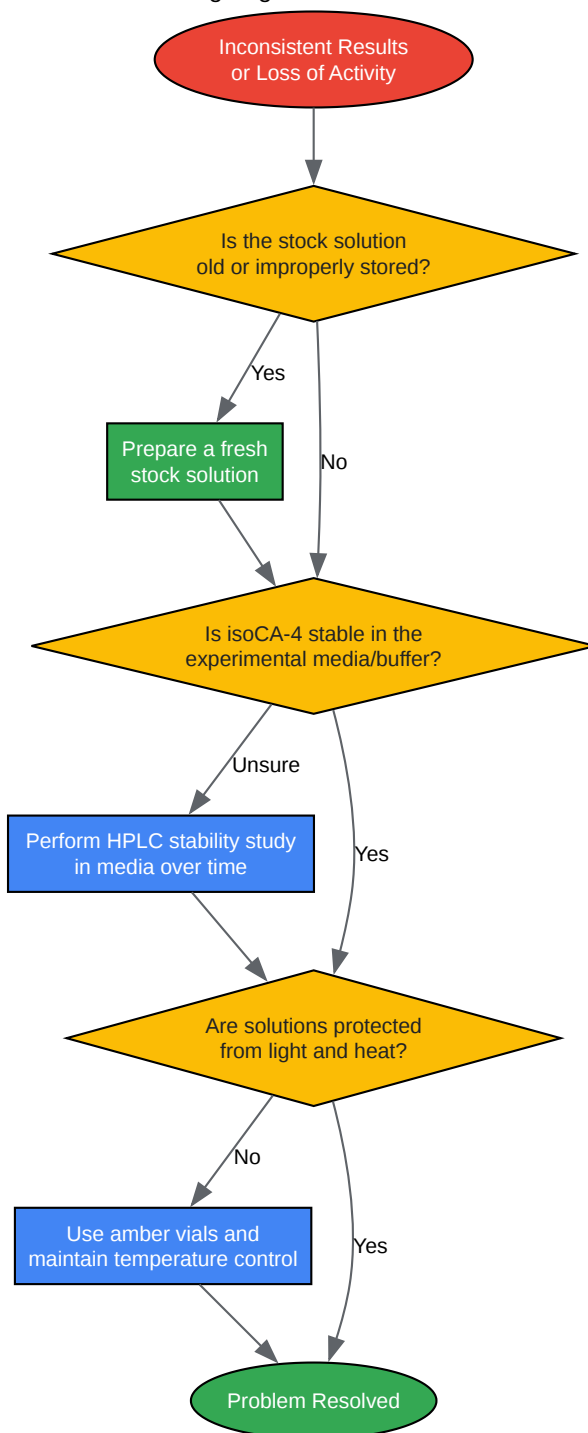 Inconsistent Results
or Loss of Activity
Is the stock solution
old or improperly stored?
Yes
Prepare a fresh
stock solution
No
Is isoCA-4 stable in the
experimental media/buffer?
Unsure
Perform HPLC stability study
in media over time
Yes
Are solutions protected
from light and heat?
No
Use amber vials and
maintain temperature control
Yes
Problem Resolved